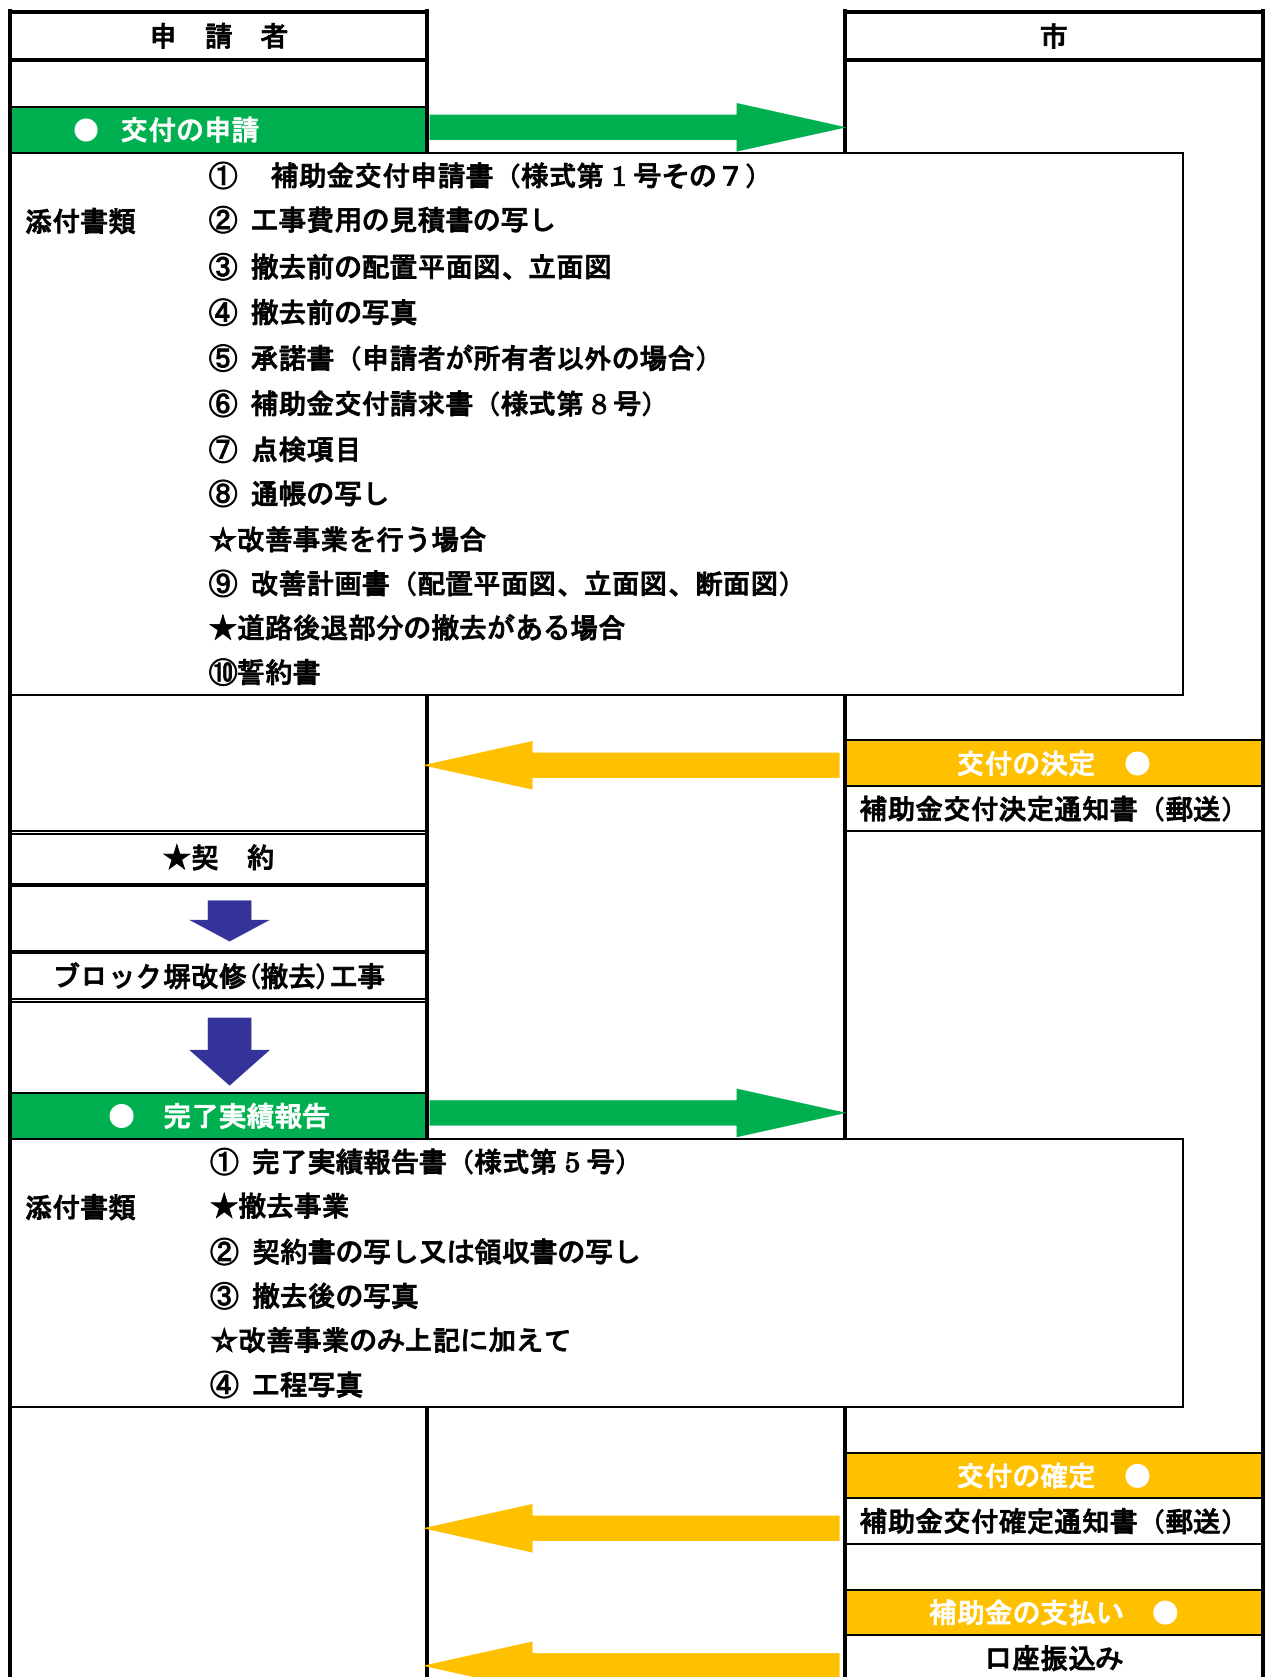 申　請　者
市
●　交付の申請
①　補助金交付申請書（様式第１号その７）
添付書類
② 工事費用の見積書の写し
③ 撤去前の配置平面図、立面図
④ 撤去前の写真
⑤ 承諾書（申請者が所有者以外の場合）
⑥ 補助金交付請求書（様式第８号）
⑦ 点検項目
⑧ 通帳の写し
☆改善事業を行う場合
⑨ 改善計画書（配置平面図、立面図、断面図）
★道路後退部分の撤去がある場合
⑩誓約書
交付の決定　●
補助金交付決定通知書（郵送）
★契　約
ブロック塀改修(撤去)工事
●　完了実績報告
① 完了実績報告書（様式第５号）
添付書類
★撤去事業
② 契約書の写し又は領収書の写し
③ 撤去後の写真
☆改善事業のみ上記に加えて
④ 工程写真
交付の確定　●
補助金交付確定通知書（郵送）
補助金の支払い　●
口座振込み